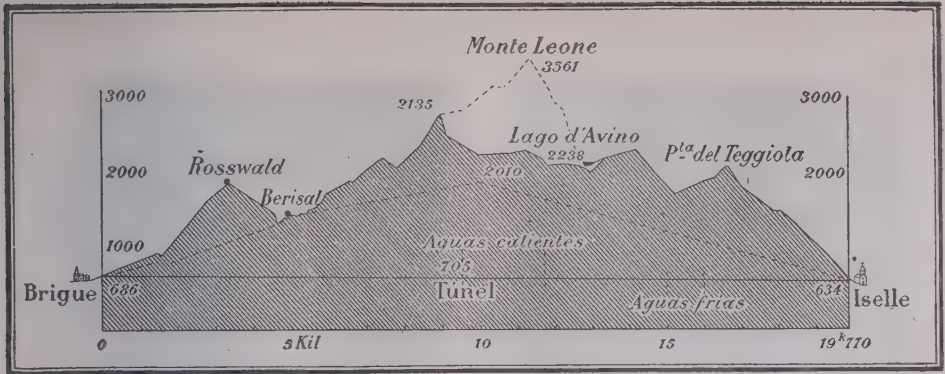 Monte Leone
3561
3000
2135
3000
Lago d'Avino
2238
Rosswald
P.ta del Teggiola
2000
2010
2000
Berisal
1000
Aguas calientes
705
Brigue
686
Túnel
Aguas frias
634
Iselle
0
5 Kil
10
15
19k770